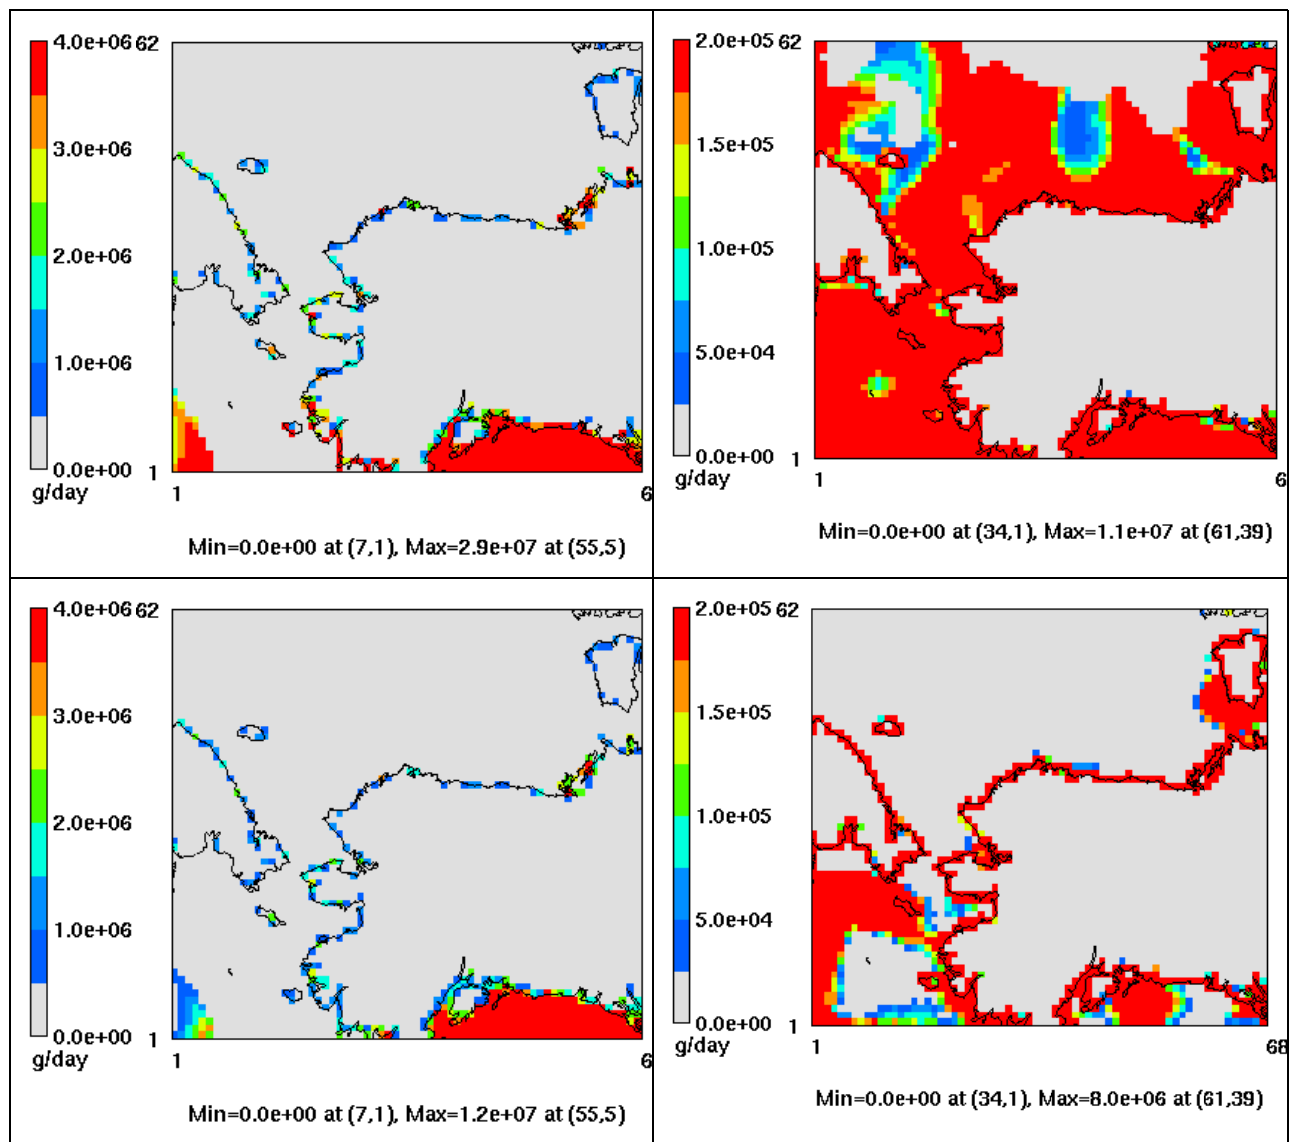 4.0e+06
3.0e+06
2.0e+06
1.0e+06
0.0e+00
g/day
62
1
1
6
Min=0.0e+00 at (7,1), Max=2.9e+07 at (55,5)
2.0e+05
1.5e+05
1.0e+05
5.0e+04
0.0e+00
g/day
62
1
1
6
Min=0.0e+00 at (34,1), Max=1.1e+07 at (61,39)
4.0e+06
3.0e+06
2.0e+06
1.0e+06
0.0e+00
g/day
62
1
1
6
Min=0.0e+00 at (7,1), Max=1.2e+07 at (55,5)
2.0e+05
1.5e+05
1.0e+05
5.0e+04
0.0e+00
g/day
62
1
1
68
Min=0.0e+00 at (34,1), Max=8.0e+06 at (61,39)